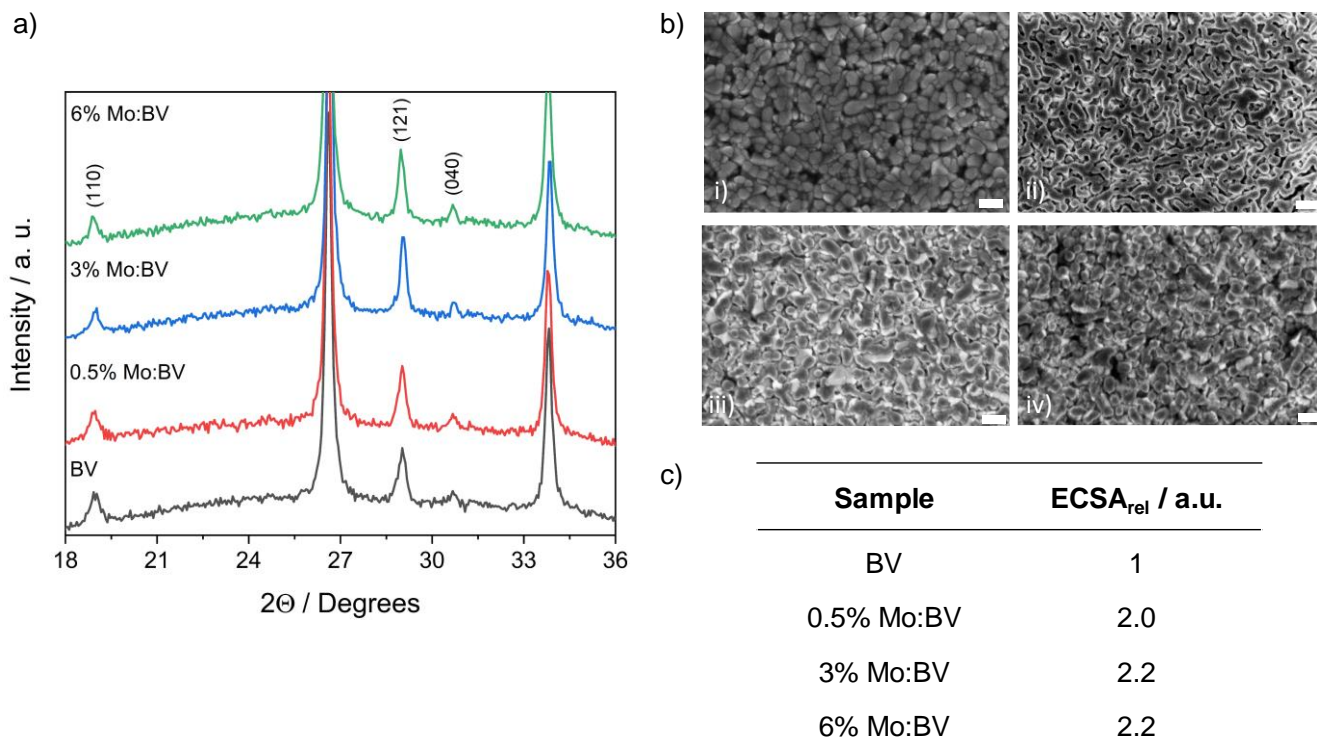 a)
6% Mo:BV
3% Mo:BV
0.5% Mo:BV
BV
(110)
(121)
(040)
Intensity / a. u.
18 21 24 27 30 33 36
2Θ / Degrees
b)
i)
ii)
iii)
iv)
c)
Sample ECSArel / a.u.
BV 1
0.5% Mo:BV 2.0
3% Mo:BV 2.2
6% Mo:BV 2.2